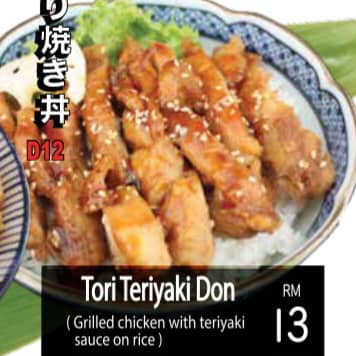 り焼き丼
D12
Tori Teriyaki Don
( Grilled chicken with teriyaki
sauce on rice )
RM
13